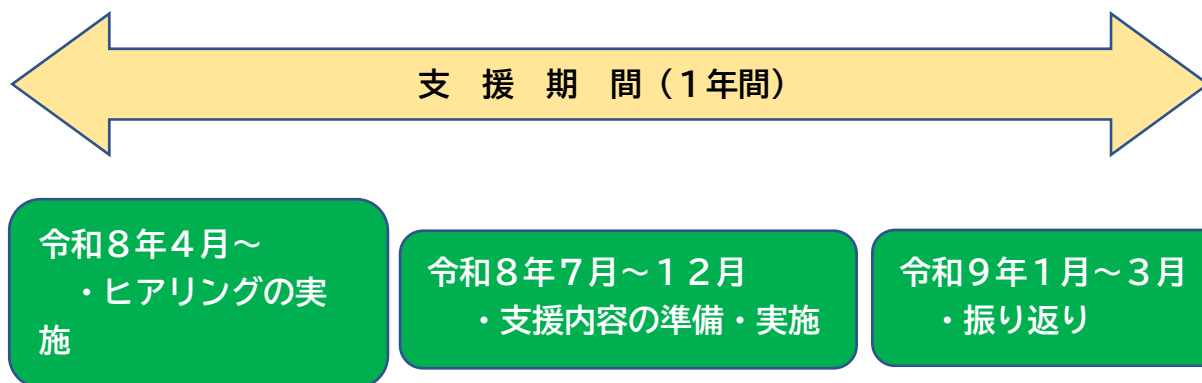 支　援　期　間（１年間）
令和８年４月～
・ヒアリングの実
施
令和８年７月～１２月
・支援内容の準備・実施
令和９年１月～３月
・振り返り